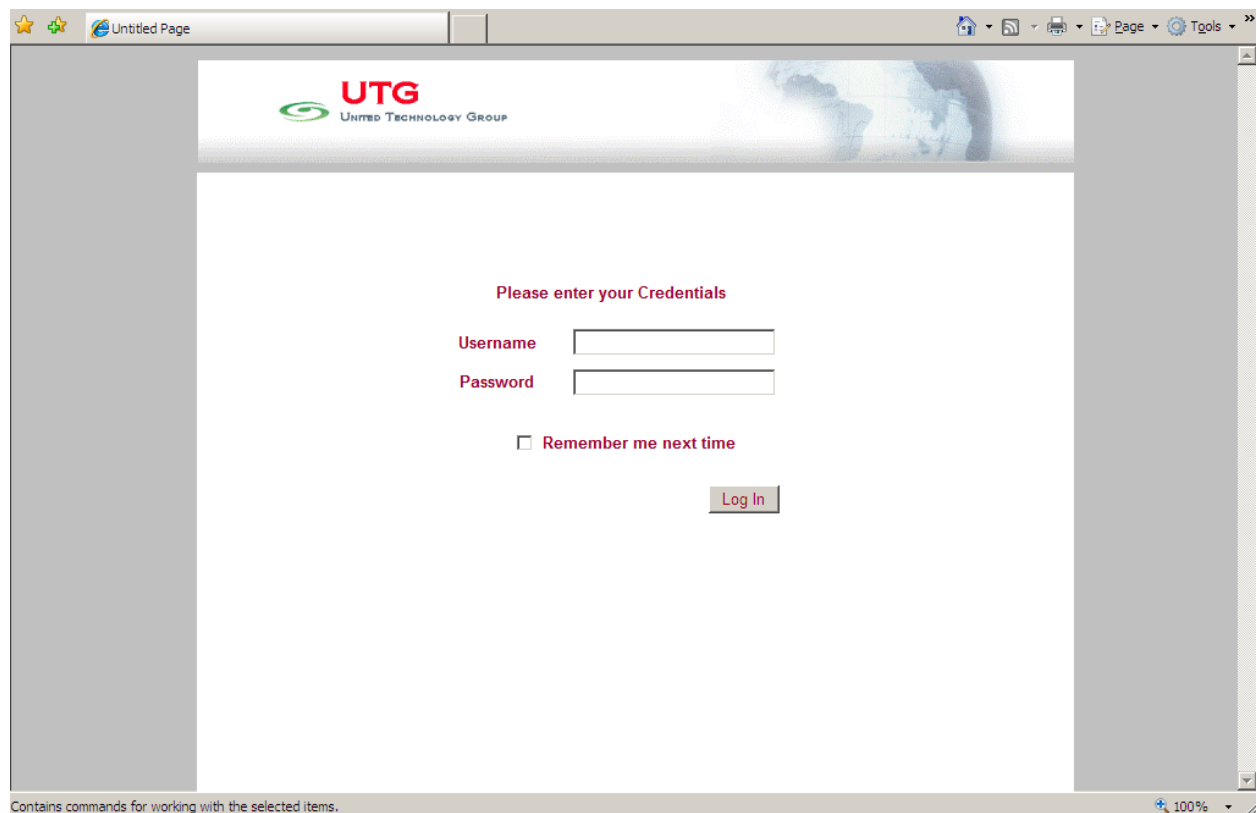 Untitled Page
Page
Tools
»
UTG
UNITED TECHNOLOGY GROUP
Please enter your Credentials
Username
Password
Remember me next time
Log In
Contains commands for working with the selected items.
100%